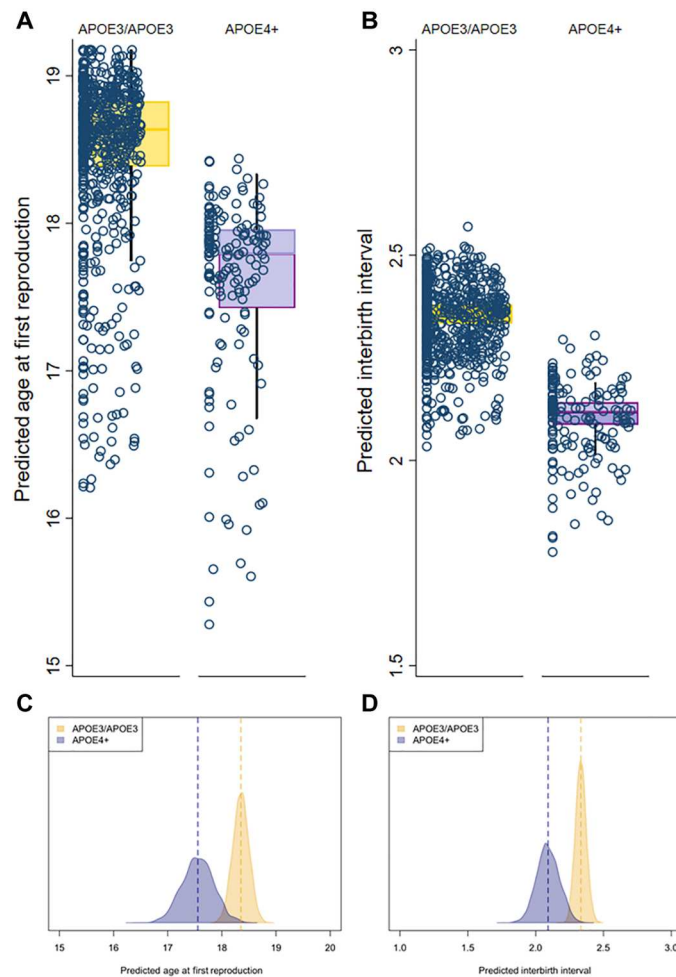 A
APOE3/APOE3
APOE4+
Predicted age at first reproduction
19
18
17
16
15
B
APOE3/APOE3
APOE4+
Predicted interbirth interval
3
2.5
2
1.5
C
APOE3/APOE3
APOE4+
15 16 17 18 19 20
Predicted age at first reproduction
D
APOE3/APOE3
APOE4+
1.0 1.5 2.0 2.5 3.0
Predicted interbirth interval